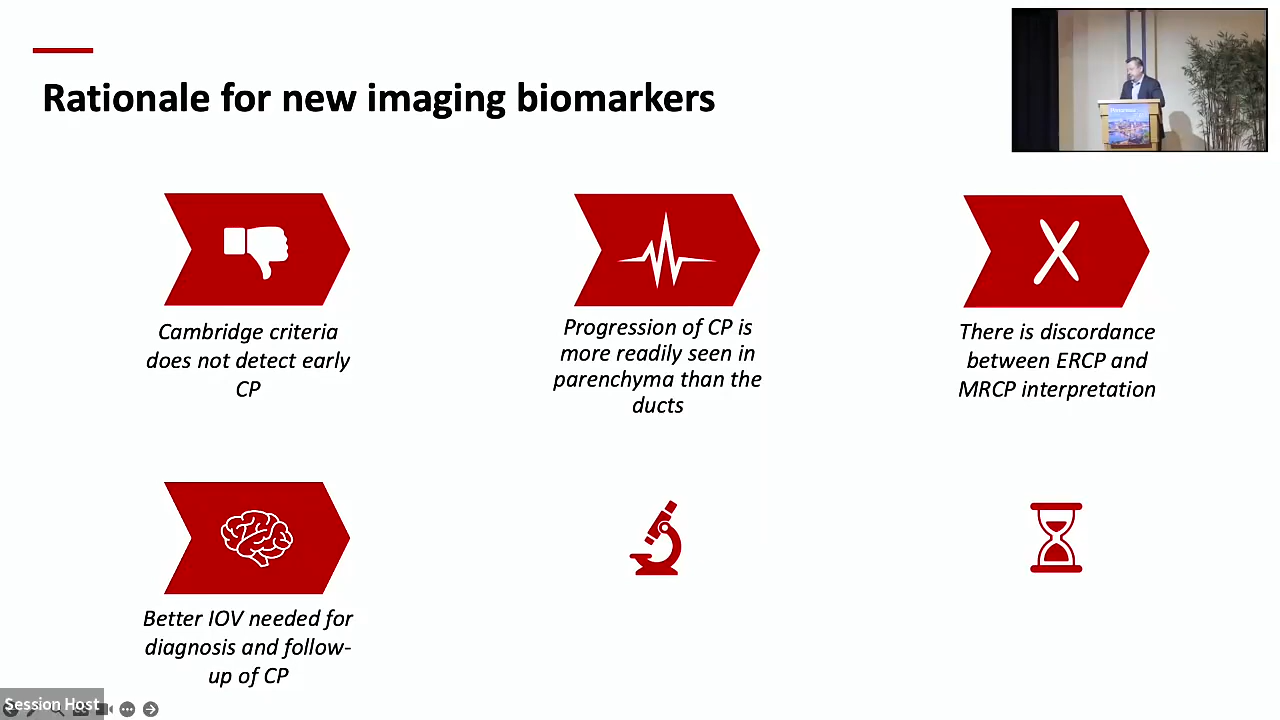 Rationale for new imaging biomarkers
Cambridge criteria
does not detect early
CP
Progression of CP is
more readily seen in
parenchyma than the
ducts
There is discordance
between ERCP and
MRCP interpretation
Better IOV needed for
diagnosis and follow-
up of CP
Session Host